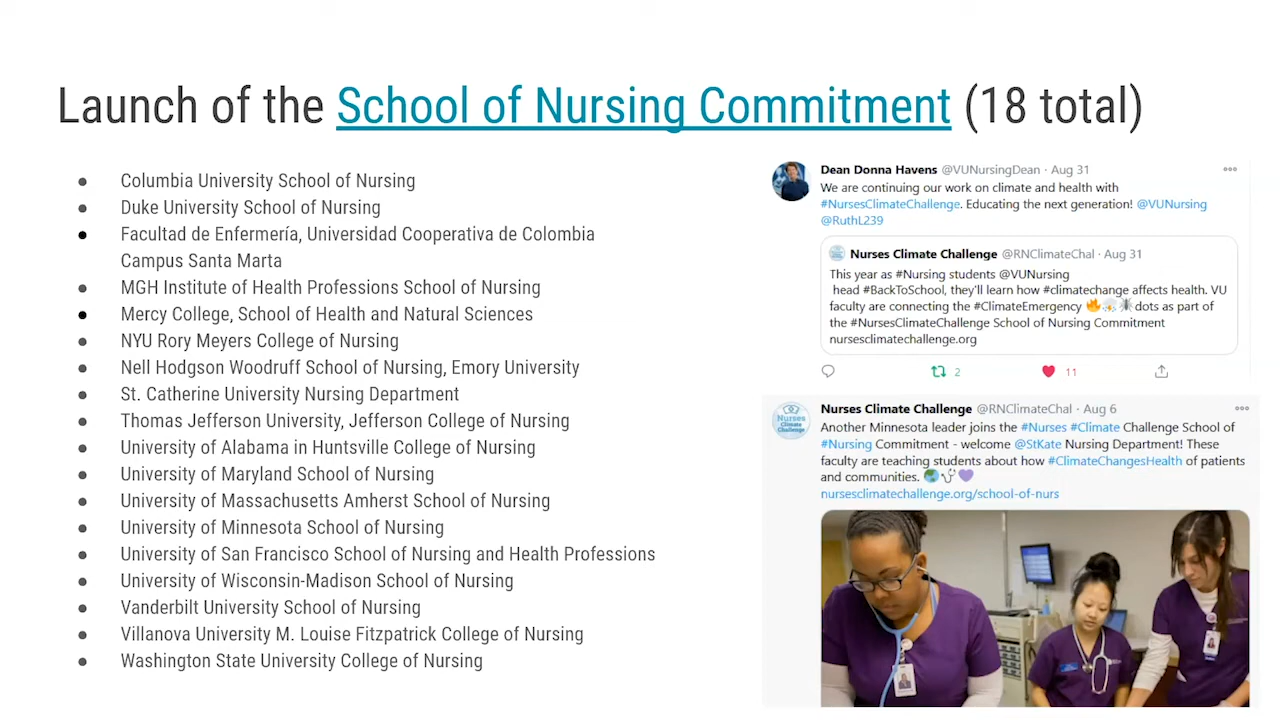 Launch of the School of Nursing Commitment (18 total)
● Columbia University School of Nursing
● Duke University School of Nursing
● Facultad de Enfermería, Universidad Cooperativa de Colombia
Campus Santa Marta
● MGH Institute of Health Professions School of Nursing
● Mercy College, School of Health and Natural Sciences
● NYU Rory Meyers College of Nursing
● Nell Hodgson Woodruff School of Nursing, Emory University
● St. Catherine University Nursing Department
● Thomas Jefferson University, Jefferson College of Nursing
● University of Alabama in Huntsville College of Nursing
● University of Maryland School of Nursing
● University of Massachusetts Amherst School of Nursing
● University of Minnesota School of Nursing
● University of San Francisco School of Nursing and Health Professions
● University of Wisconsin-Madison School of Nursing
● Vanderbilt University School of Nursing
● Villanova University M. Louise Fitzpatrick College of Nursing
● Washington State University College of Nursing
Dean Donna Havens @VUNursingDean · Aug 31
We are continuing our work on climate and health with
#NursesClimateChallenge. Educating the next generation! @VUNursing
@RuthL239
Nurses Climate Challenge @RNClimateChal · Aug 31
This year as #Nursing students @VUNursing
head #BackToSchool, they'll learn how #climatechange affects health. VU
faculty are connecting the #ClimateEmergency 🔥 dots as part of
the #NursesClimateChallenge School of Nursing Commitment
nursesclimatechallenge.org
2 11
Nurses Climate Challenge
Nurses Climate Challenge @RNClimateChal · Aug 6
Another Minnesota leader joins the #Nurses #Climate Challenge School of
#Nursing Commitment - welcome @StKate Nursing Department! These
faculty are teaching students about how #ClimateChangesHealth of patients
and communities. 🌏🩺💜
nursesclimatechallenge.org/school-of-nurs